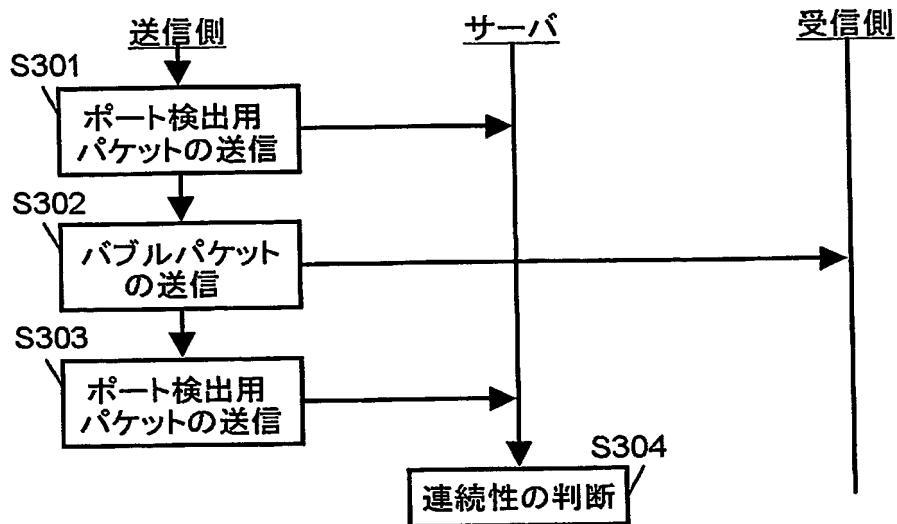 送信側
サーバ
受信側
S301
ポート検出用
パケットの送信
S302
バブルパケット
の送信
S303
ポート検出用
パケットの送信
S304
連続性の判断